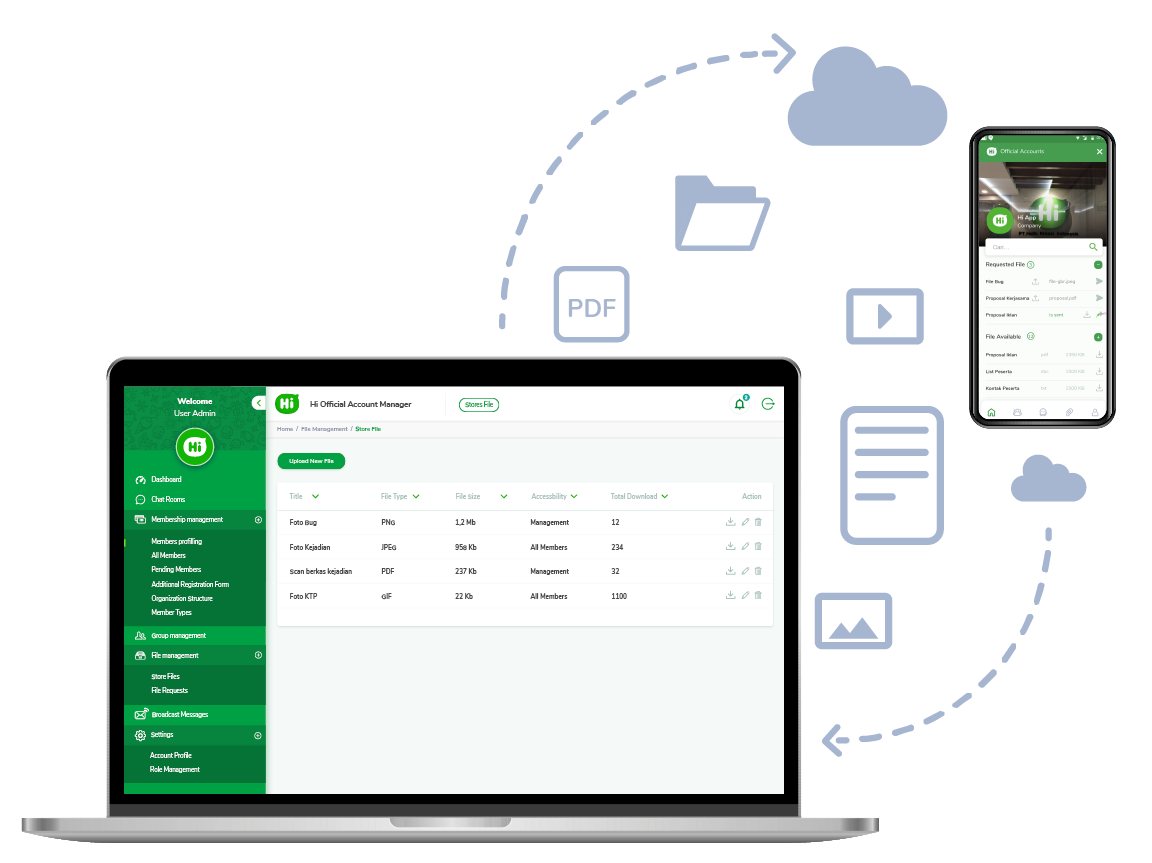 PDF
Welcome
User Admin
Hi
Dashboard
Chat Rooms
Membership management
Members profilling
All Members
Pending Members
Additional Registration Form
Organization Structure
Member Types
Group management
File management
Store Files
File Requests
Broadcast Messages
Settings
Account Profile
Role Management
Hi
Hi Official Account Manager
Stores File
Home / File Management / Store File
Upload New File
Title File Type File Size Accessbility Total Download Action
Foto Bug PNG 1,2 Mb Management 12
Foto Kejadian JPEG 958 Kb All Members 234
Scan berkas kejadian PDF 237 Kb Management 32
Foto KTP GIF 22 Kb All Members 1100
Hi Official Accounts
Hi
Hi Hi App
Company
Cari...
Requested File
File Bug
Proposal Kerjasama proposal.pdf
Proposal Iklan
File Available
Proposal Iklan .pdf
List Peserta
Kontak Peserta